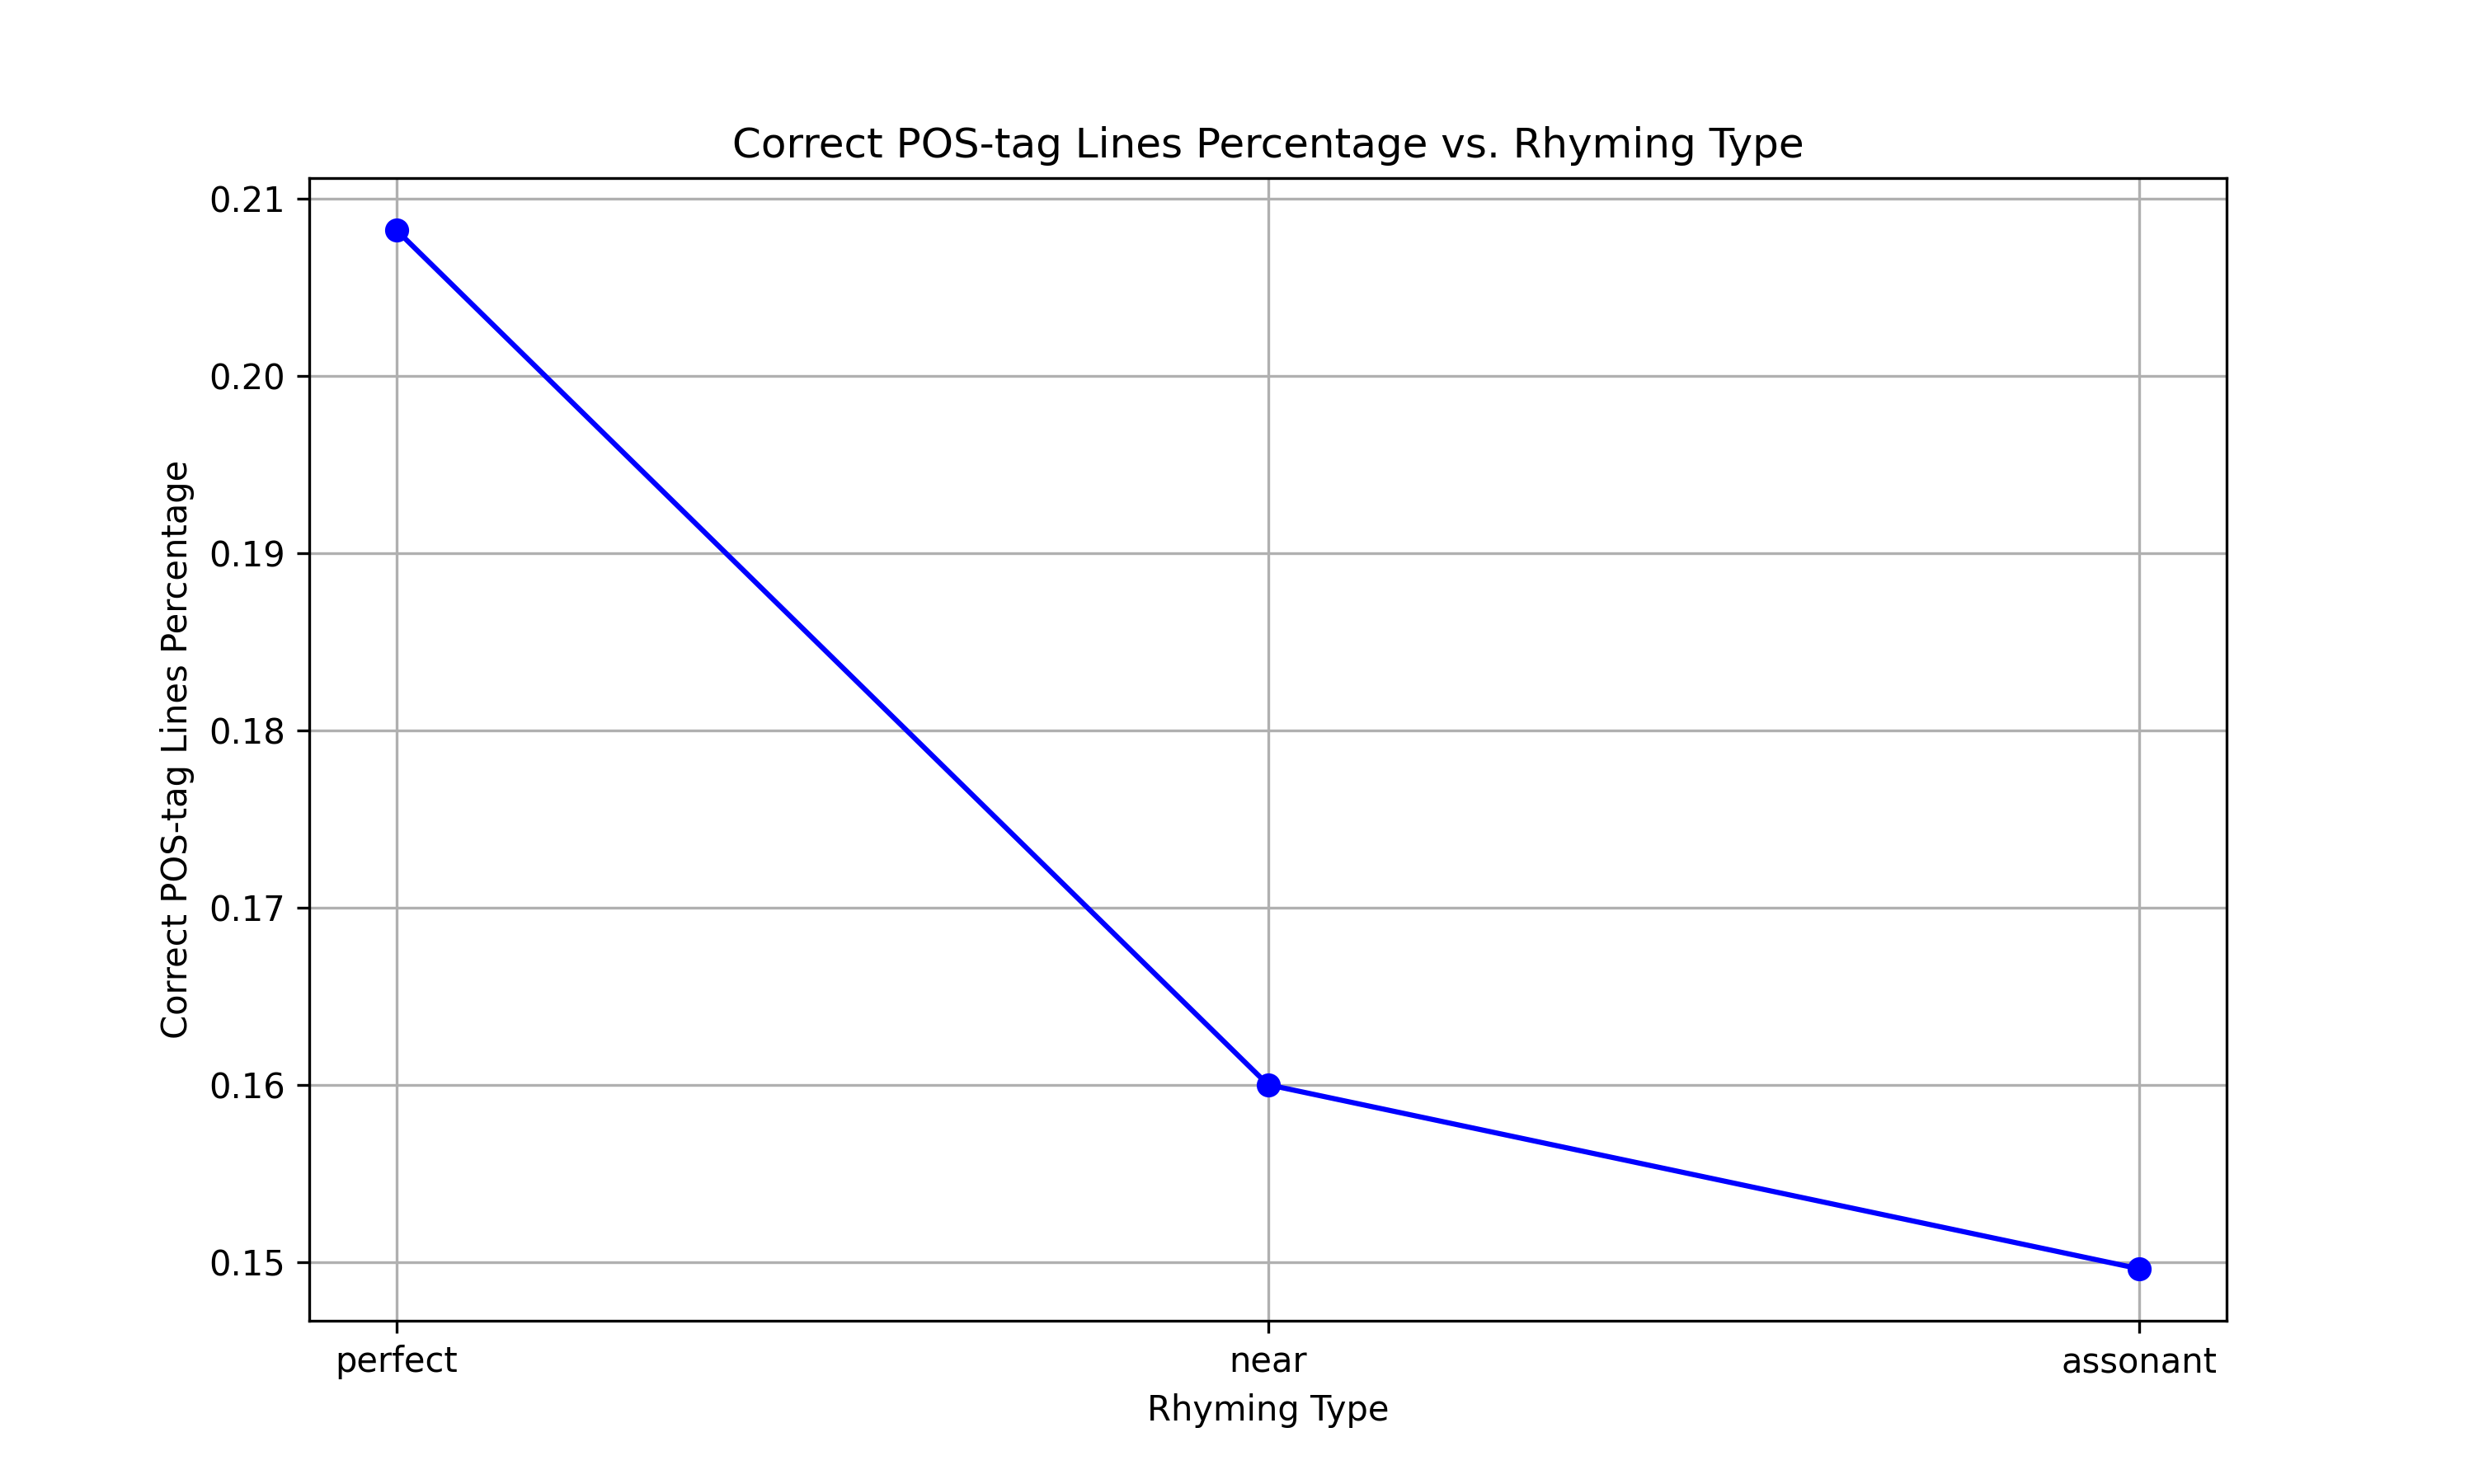 Correct POS-tag Lines Percentage vs. Rhyming Type
Correct POS-tag Lines Percentage
0.21
0.20
0.19
0.18
0.17
0.16
0.15
perfect near assonant
Rhyming Type